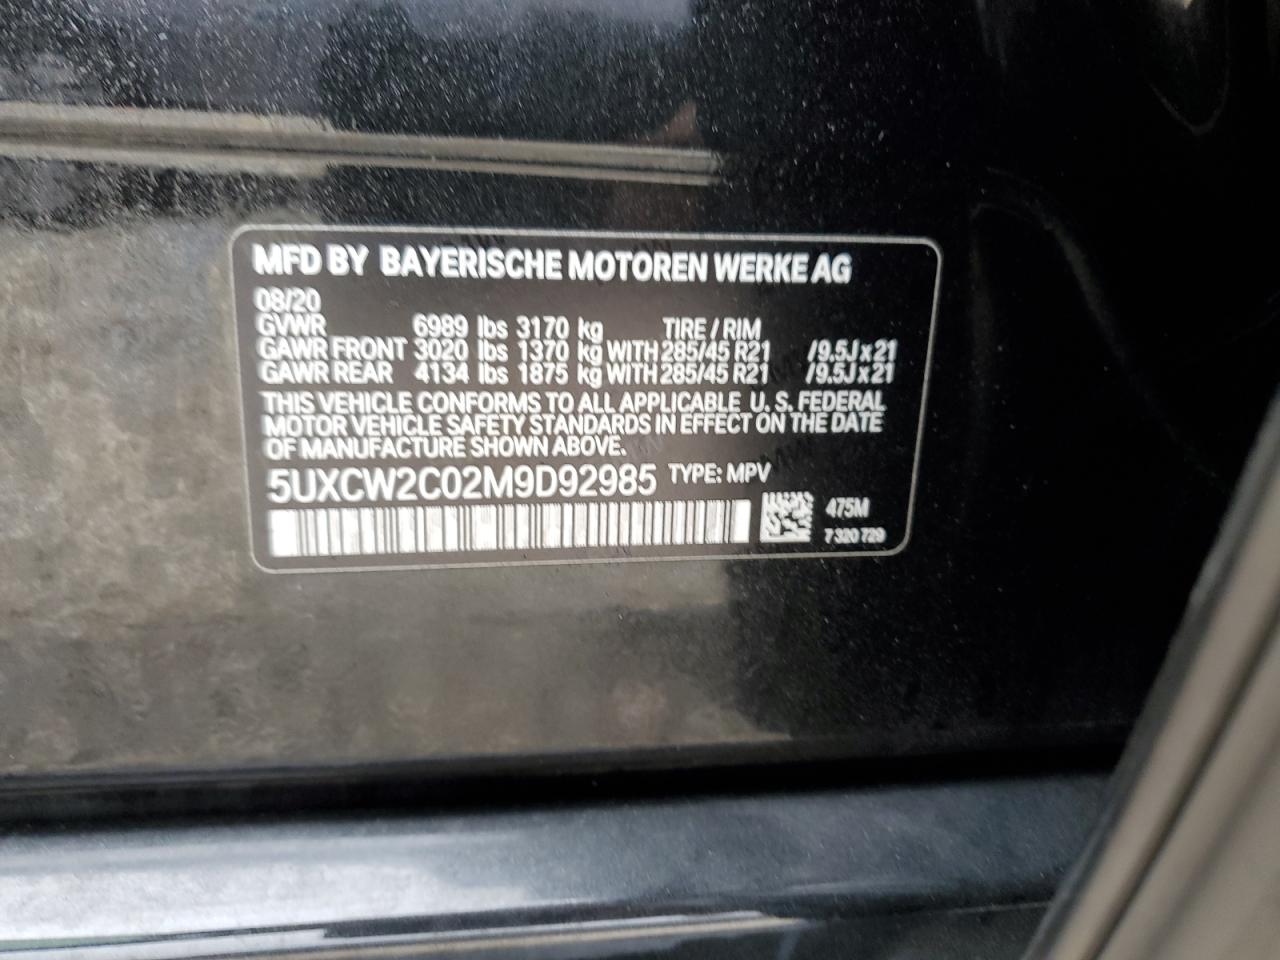 MFD BY BAYERISCHE MOTOREN WERKE AG
08/20
GVWR 6989 lbs 3170 kg TIRE / RIM
GAWR FRONT 3020 lbs 1370 kg WITH 285/45 R21 /9.5J x 21
GAWR REAR 4134 lbs 1875 kg WITH 285/45 R21 /9.5J x 21
THIS VEHICLE CONFORMS TO ALL APPLICABLE U. S. FEDERAL
MOTOR VEHICLE SAFETY STANDARDS IN EFFECT ON THE DATE
OF MANUFACTURE SHOWN ABOVE.
5UXCW2C02M9D92985 TYPE: MPV
475M
7 320 729